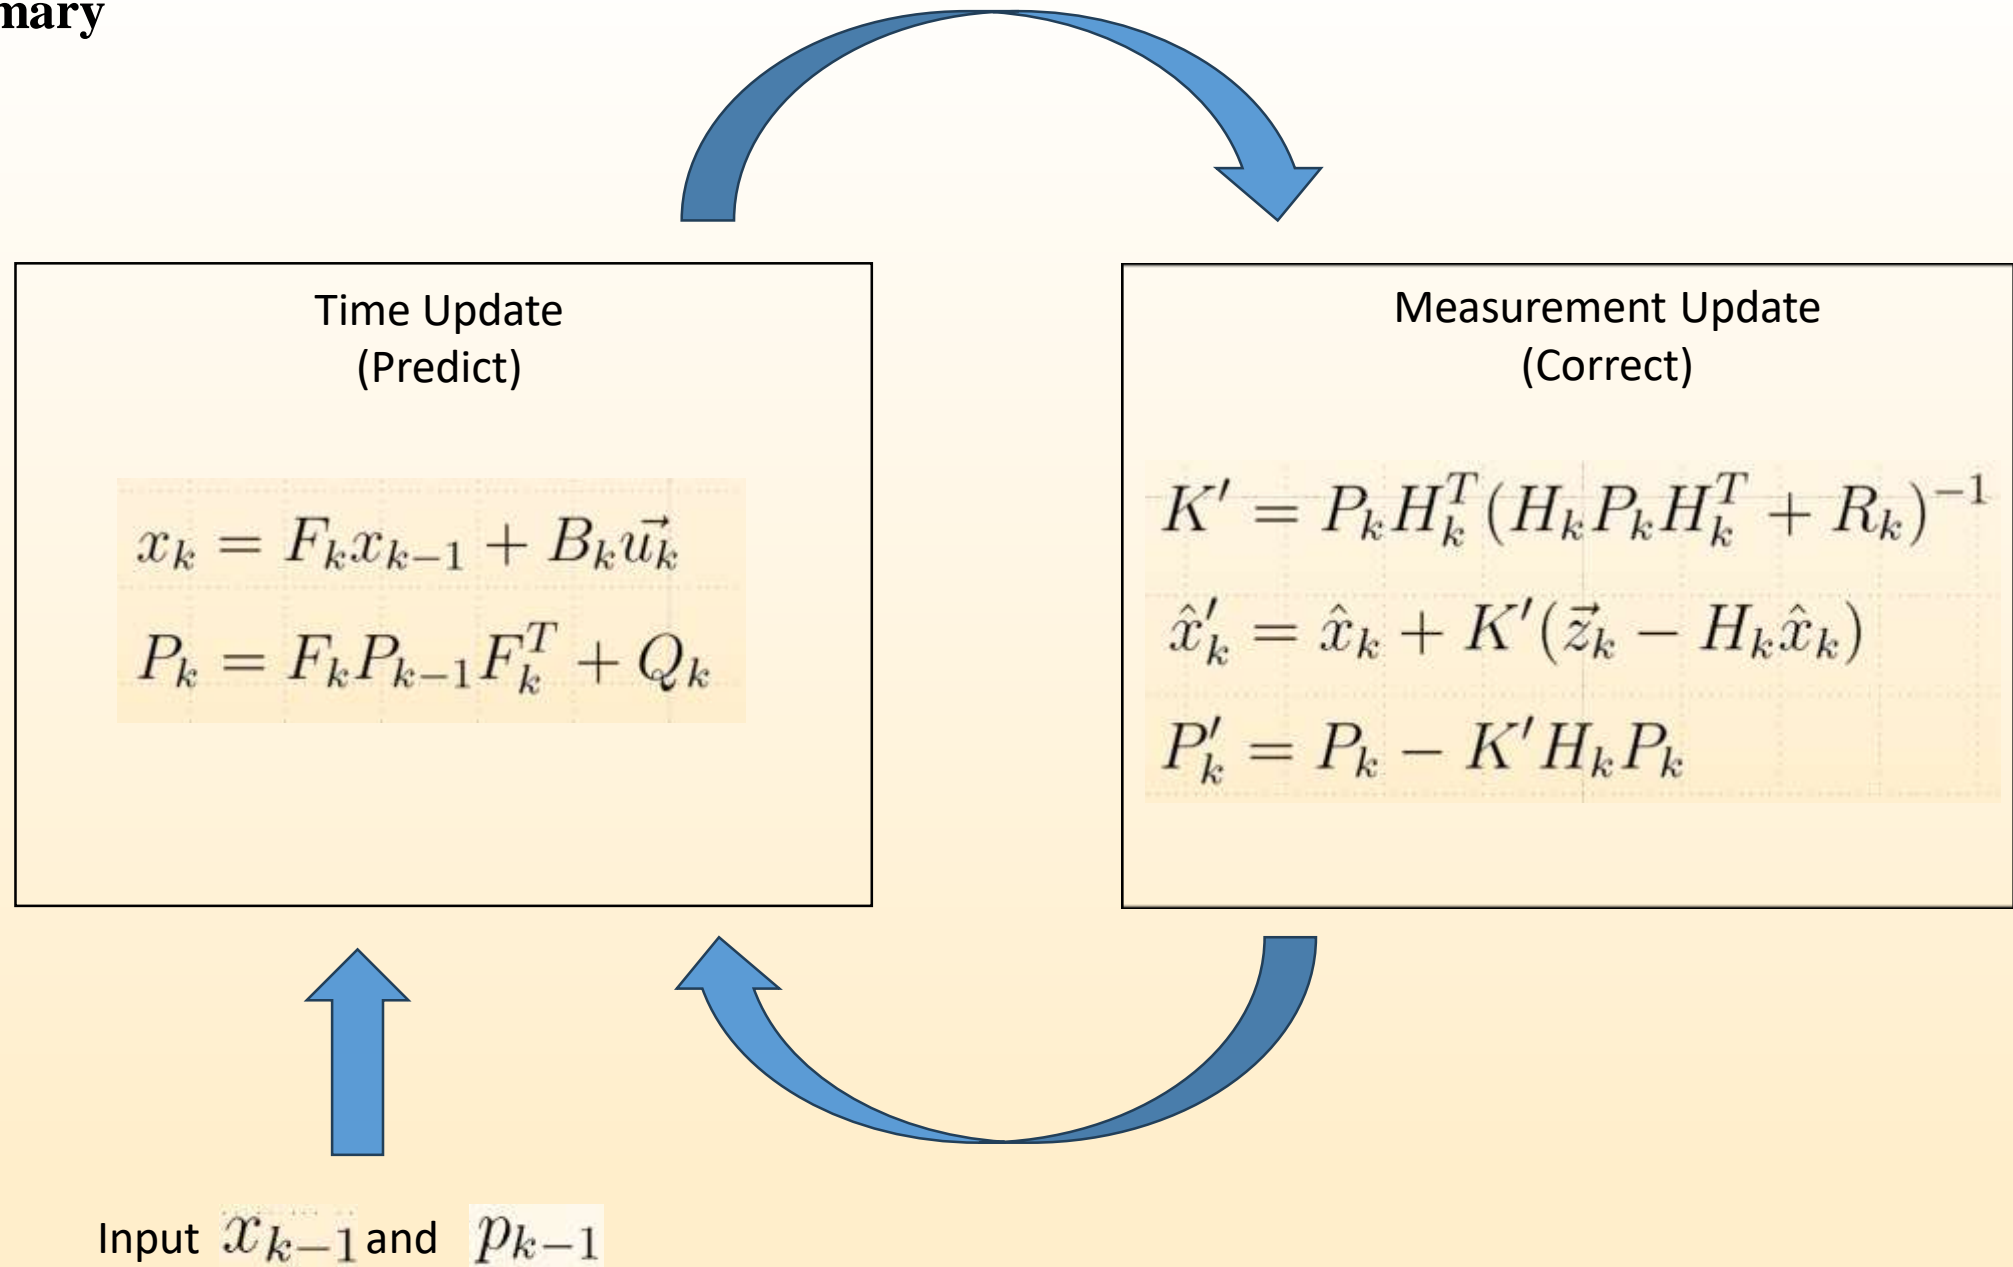 mary
Time Update
(Predict)
x_k = F_k x_{k-1} + B_k \vec{u_k}
P_k = F_k P_{k-1} F_k^T + Q_k
Measurement Update
(Correct)
K' = P_k H_k^T (H_k P_k H_k^T + R_k)^{-1}
\hat{x}'_k = \hat{x}_k + K'(\vec{z}_k - H_k \hat{x}_k)
P'_k = P_k - K' H_k P_k
Input x_{k-1} and p_{k-1}